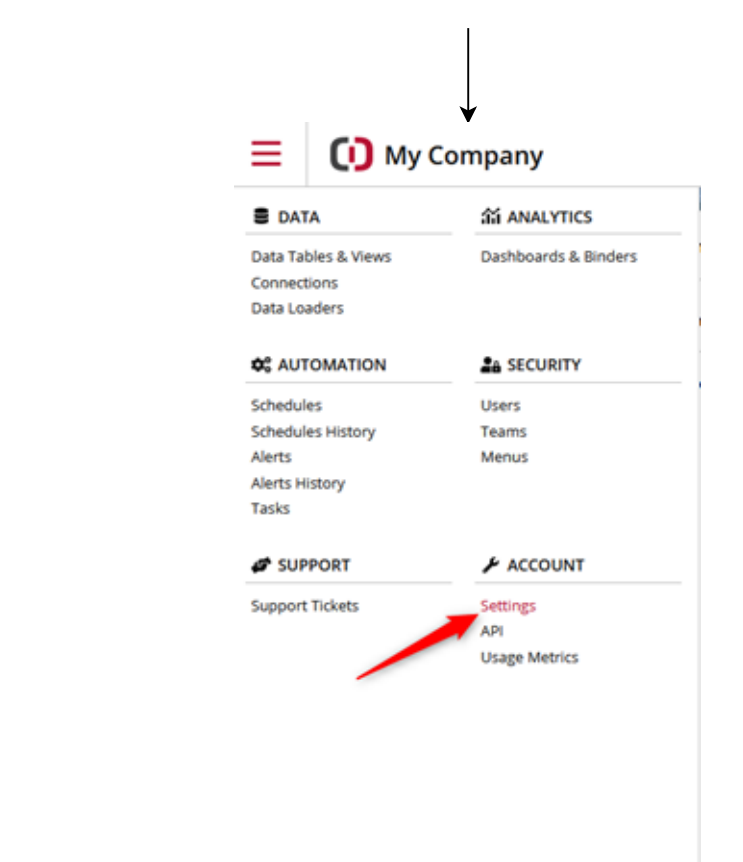 My Company
DATA
Data Tables & Views
Connections
Data Loaders
ANALYTICS
Dashboards & Binders
AUTOMATION
Schedules
Schedules History
Alerts
Alerts History
Tasks
SECURITY
Users
Teams
Menus
SUPPORT
Support Tickets
ACCOUNT
Settings
API
Usage Metrics